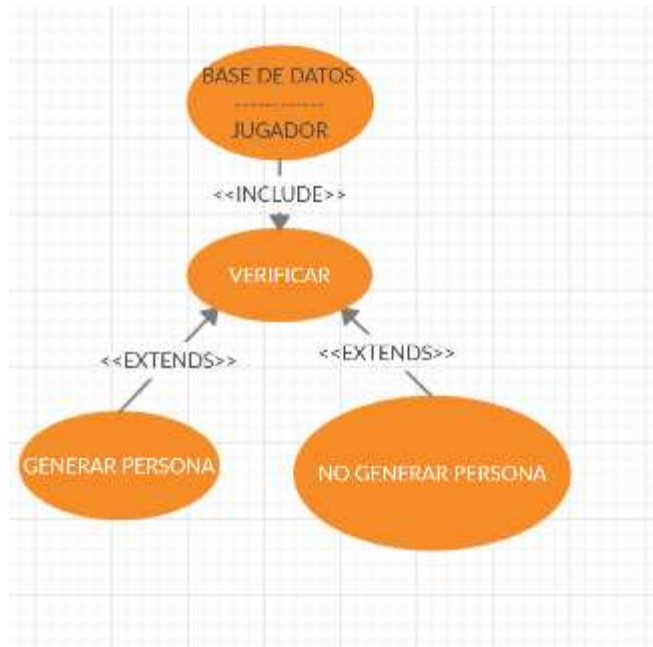 BASE DE DATOS
-------------
JUGADOR
<<INCLUDE>>
VERIFICAR
<<EXTENDS>>
<<EXTENDS>>
GENERAR PERSONA
NO GENERAR PERSONA